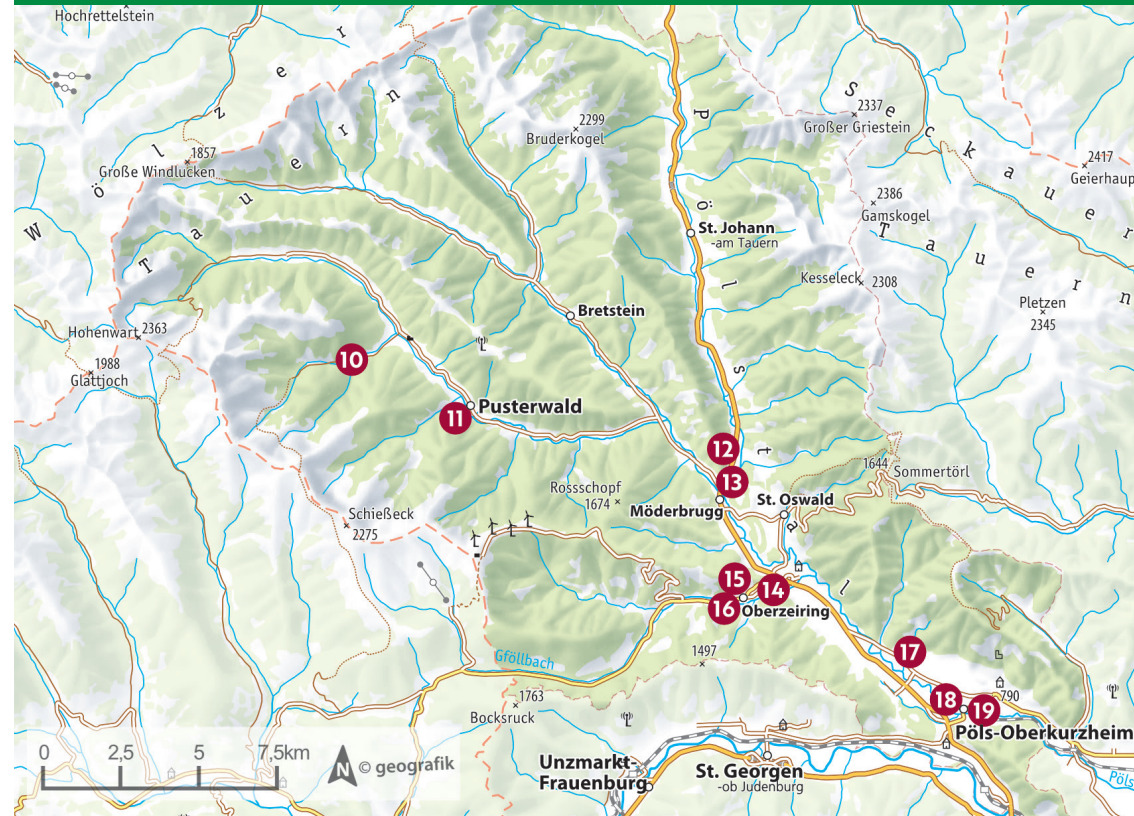 Hochrettelstein
Wölzer Tauern
Seckauer Tauern
Pölstal
2299
Bruderkogel
2337
Großer Griestein
1857
Große Windlucken
2417
Geierhaup
2386
Gamskogel
St. Johann
-am Tauern
Kesseleck
2308
Pletzen
2345
Bretstein
Hohenwart
2363
1988
Glattjoch
10
11
Pusterwald
12
13
1644
Sommertörl
Rossschopf
1674
Möderbrugg
St. Oswald
Schießeck
2275
15
14
16
Oberzeiring
Gföllbach
1497
17
1763
Bocksruck
18
19
790
Pöls-Oberkurzheim
Unzmarkt-
Frauenburg
St. Georgen
-ob Judenburg
Pöls
0 2,5 5 7,5km
N © geografik